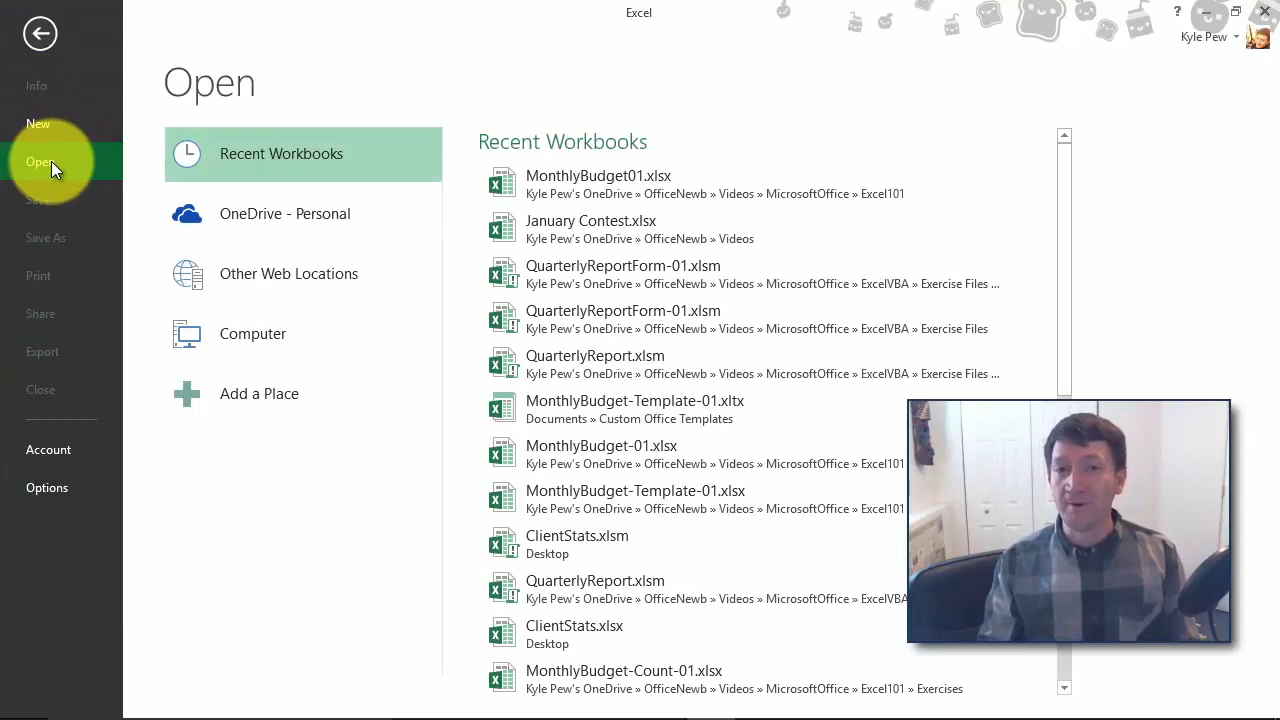 Excel
?
Kyle Pew
Info
New
Open
Save
Save As
Print
Share
Export
Close
Account
Options
Open
Recent Workbooks
OneDrive - Personal
Other Web Locations
Computer
Add a Place
Recent Workbooks
MonthlyBudget01.xlsx
Kyle Pew's OneDrive » OfficeNewb » Videos » MicrosoftOffice » Excel101
January Contest.xlsx
Kyle Pew's OneDrive » OfficeNewb » Videos
QuarterlyReportForm-01.xlsm
Kyle Pew's OneDrive » OfficeNewb » Videos » MicrosoftOffice » ExcelVBA » Exercise Files ...
QuarterlyReportForm-01.xlsm
Kyle Pew's OneDrive » OfficeNewb » Videos » MicrosoftOffice » ExcelVBA » Exercise Files
QuarterlyReport.xlsm
Kyle Pew's OneDrive » OfficeNewb » Videos » MicrosoftOffice » ExcelVBA » Exercise Files ...
MonthlyBudget-Template-01.xltx
Documents » Custom Office Templates
MonthlyBudget-01.xlsx
Kyle Pew's OneDrive » OfficeNewb » Videos » MicrosoftOffice » Excel101
MonthlyBudget-Template-01.xlsx
Kyle Pew's OneDrive » OfficeNewb » Videos » MicrosoftOffice » Excel101
ClientStats.xlsm
Desktop
QuarterlyReport.xlsm
Kyle Pew's OneDrive » OfficeNewb » Videos » MicrosoftOffice » ExcelVBA
ClientStats.xlsx
Desktop
MonthlyBudget-Count-01.xlsx
Kyle Pew's OneDrive » OfficeNewb » Videos » MicrosoftOffice » Excel101 » Exercises